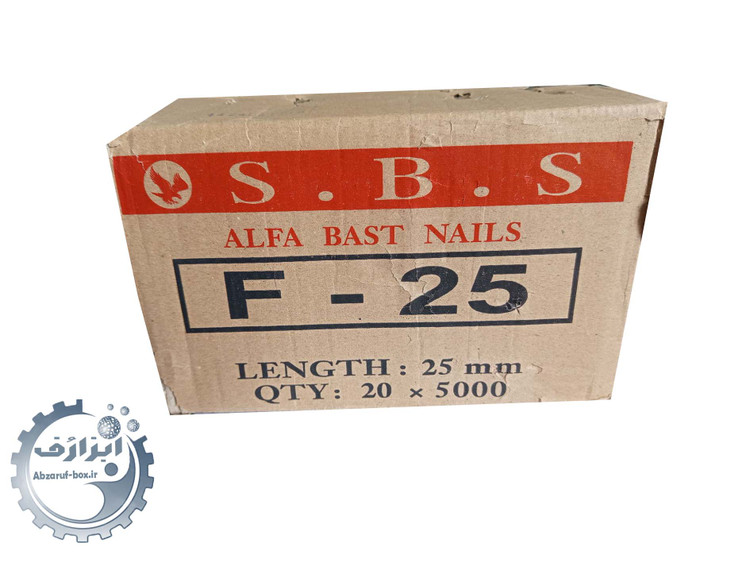 S . B . S
ALFA BAST NAILS
F - 25
LENGTH : 25 mm
QTY : 20 × 5000
ابزارف
Abzaruf-box.ir